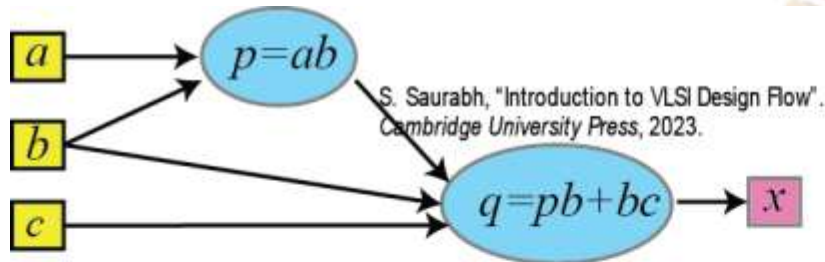 a
p=ab
S. Saurabh, “Introduction to VLSI Design Flow”.
Cambridge University Press, 2023.
b
q=pb+bc
x
c